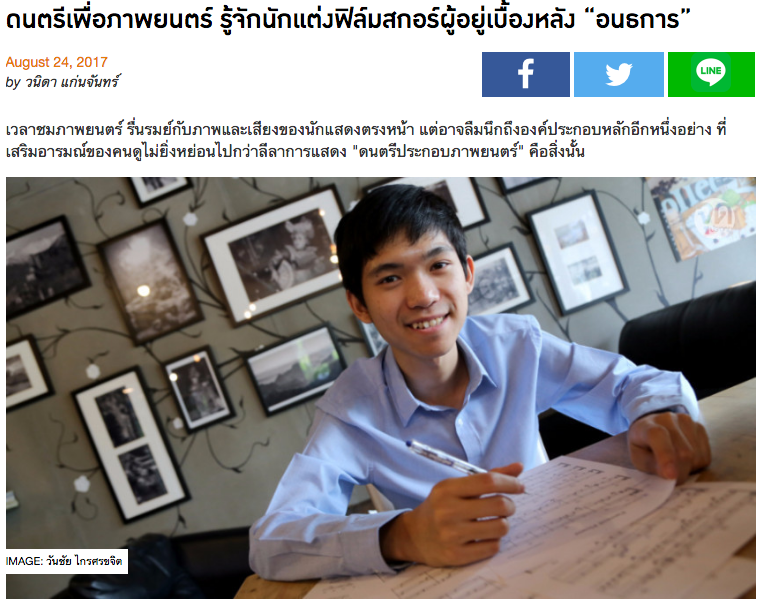 ดนตรีเพื่อภาพยนตร์ รู้จักนักแต่งฟิล์มสกอร์ผู้อยู่เบื้องหลัง “อนธการ”
August 24, 2017
by วนิดา แก่นจันทร์
LINE
เวลาชมภาพยนตร์ รื่นรมย์กับภาพและเสียงของนักแสดงตรงหน้า แต่อาจลืมนึกถึงองค์ประกอบหลักอีกหนึ่งอย่าง ที่
เสริมอารมณ์ของคนดูไม่ยิ่งหย่อนไปกว่าลีลาการแสดง "ดนตรีประกอบภาพยนตร์" คือสิ่งนั้น
IMAGE: วันชัย ไกรศรขจิต